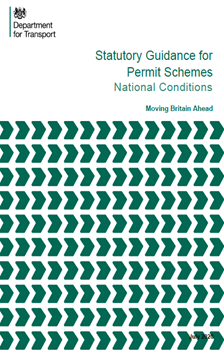 Department
for Transport
Statutory Guidance for
Permit Schemes
National Conditions
Moving Britain Ahead